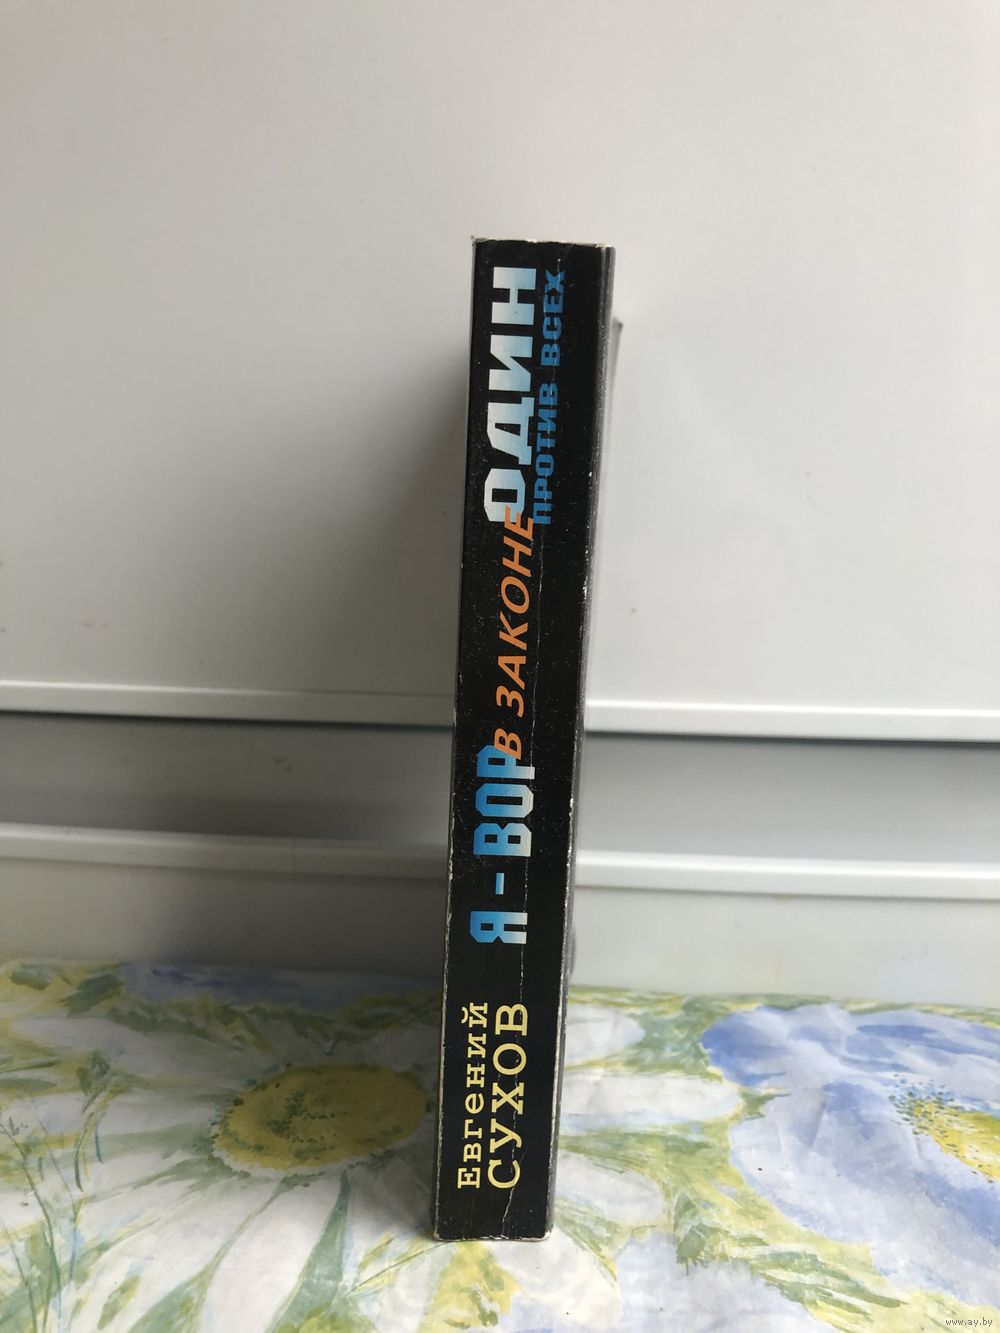 Евгений
СУХОВ
Я - ВОР
В ЗАКОНЕ
ОДИН
ПРОТИВ ВСЕХ
www.ay.by